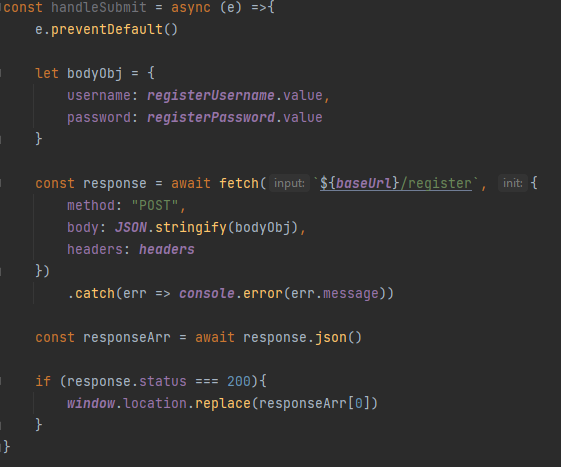 const handleSubmit = async (e) =>{
    e.preventDefault()

    let bodyObj = {
        username: registerUsername.value,
        password: registerPassword.value
    }

    const response = await fetch( input: `${baseUrl}/register`, init: {
        method: "POST",
        body: JSON.stringify(bodyObj),
        headers: headers
    })
        .catch(err => console.error(err.message))

    const responseArr = await response.json()

    if (response.status === 200){
        window.location.replace(responseArr[0])
    }
}